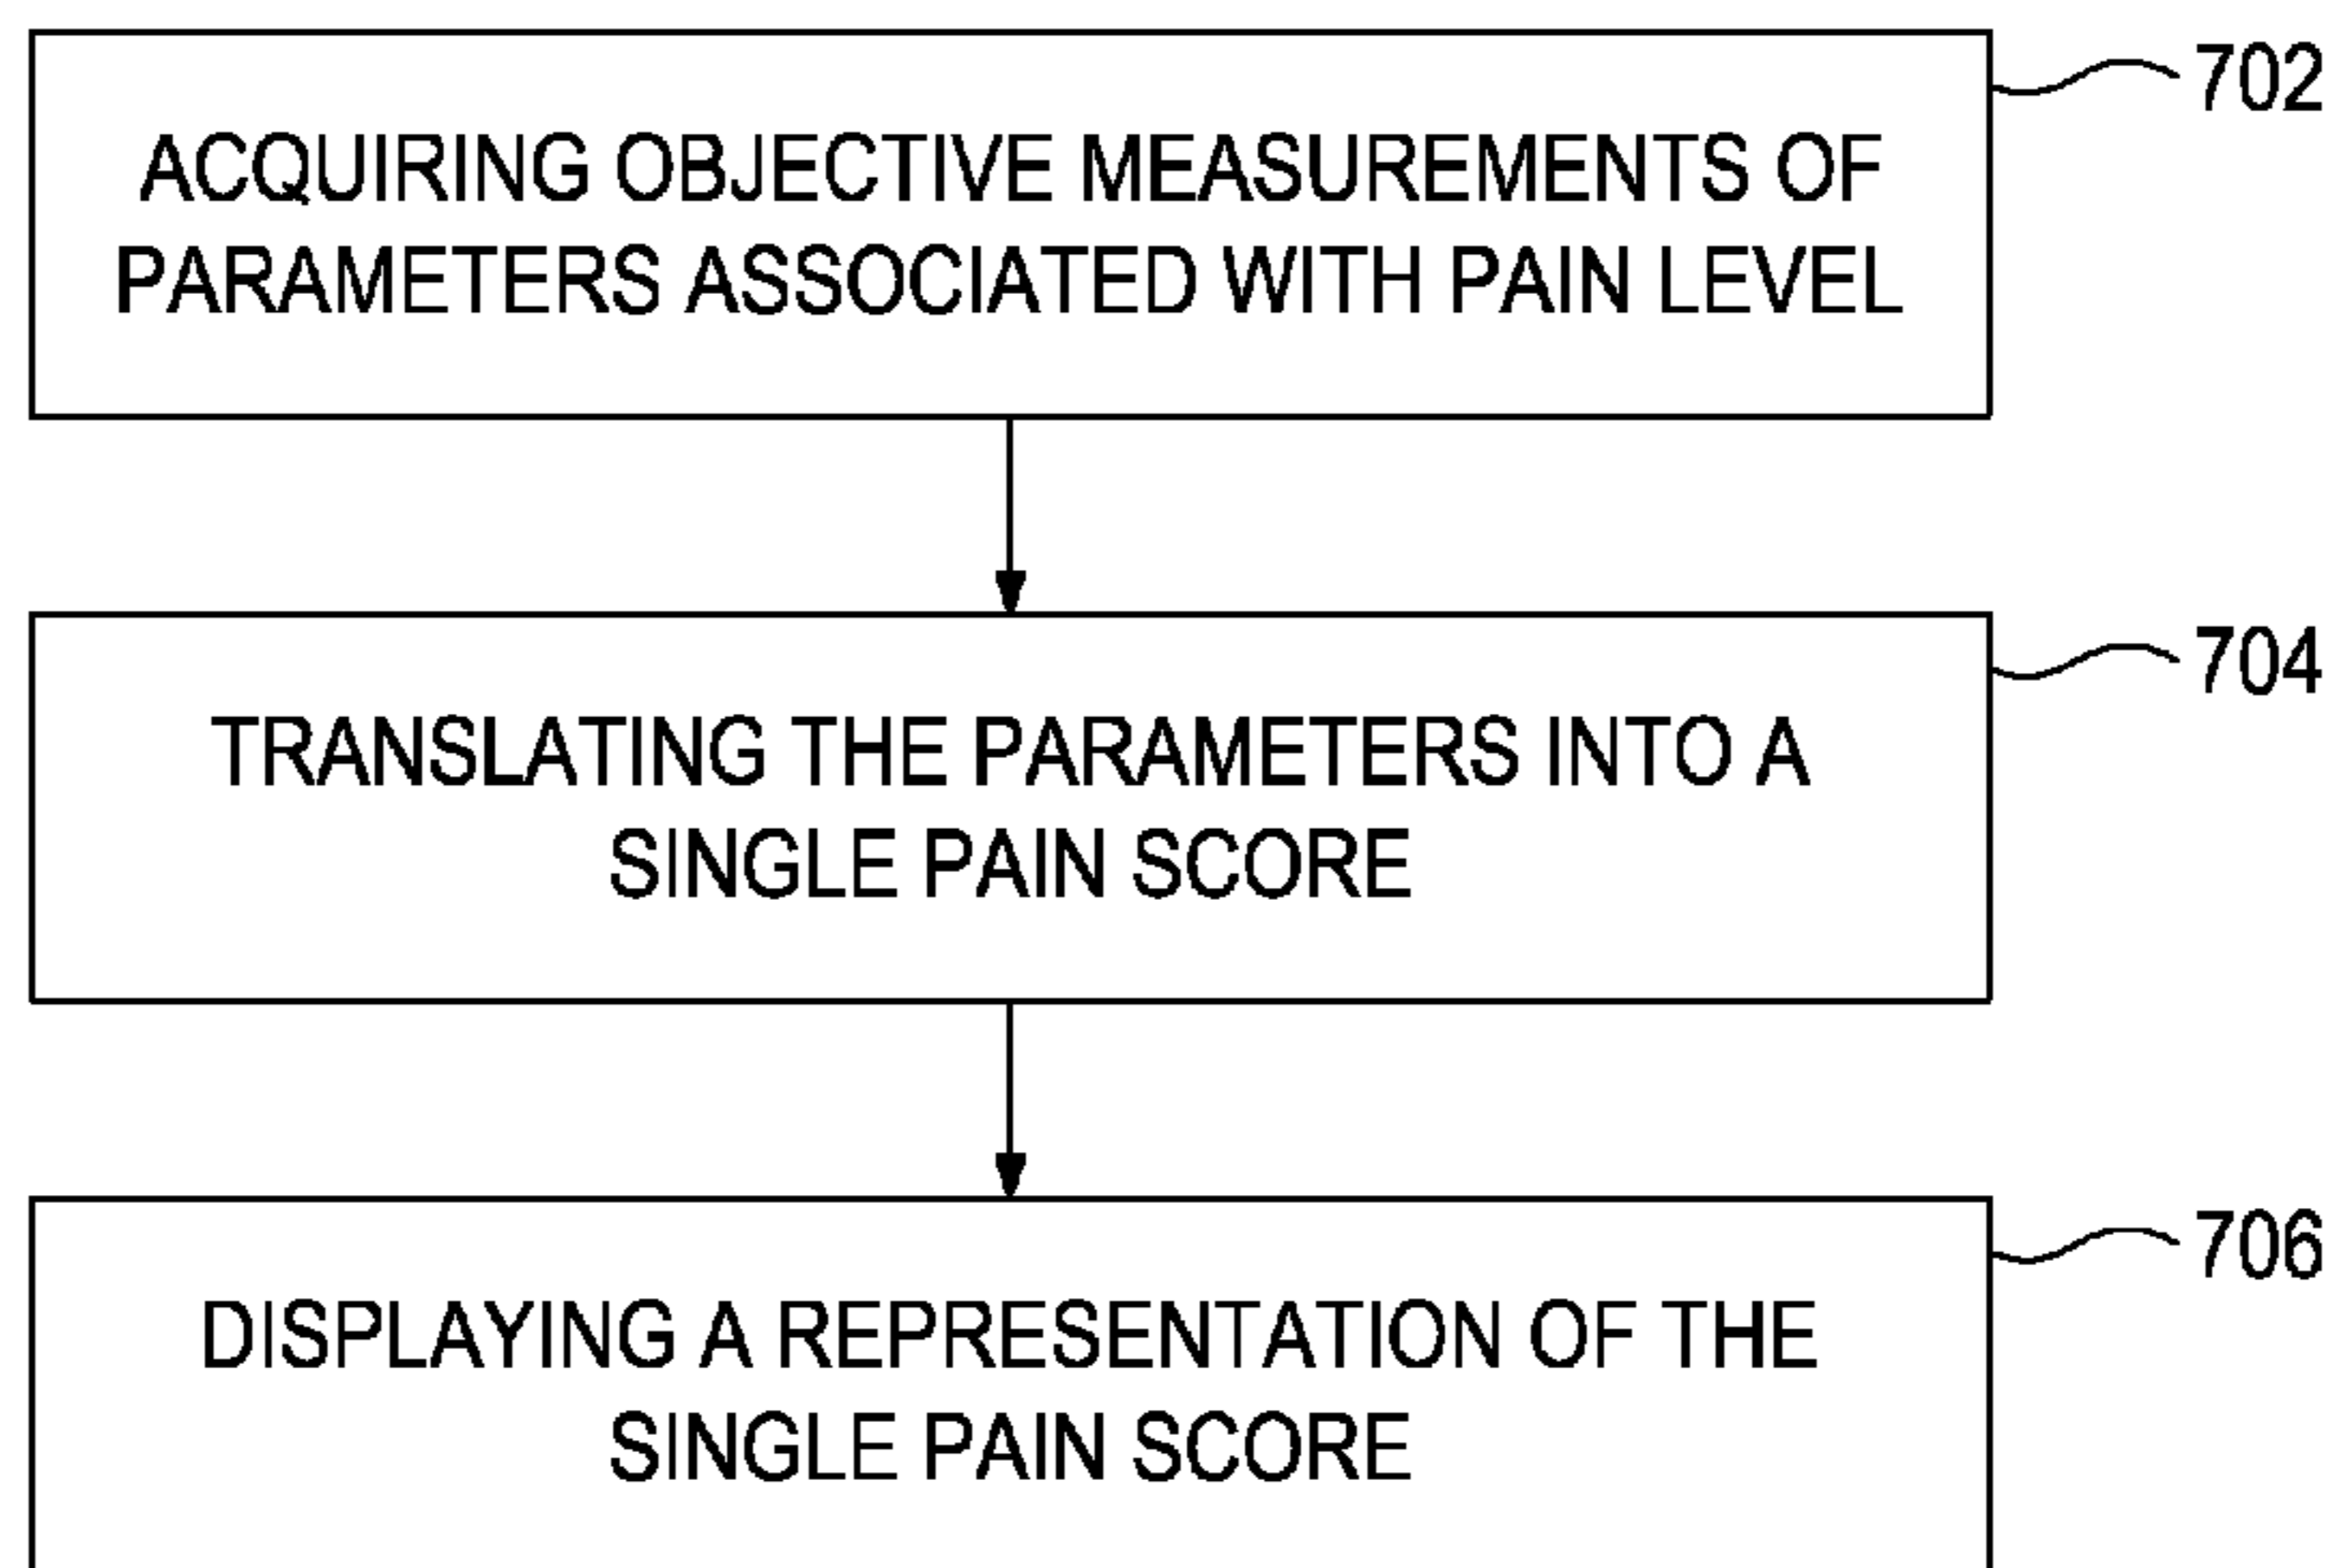 702
ACQUIRING OBJECTIVE MEASUREMENTS OF
PARAMETERS ASSOCIATED WITH PAIN LEVEL
704
TRANSLATING THE PARAMETERS INTO A
SINGLE PAIN SCORE
706
DISPLAYING A REPRESENTATION OF THE
SINGLE PAIN SCORE